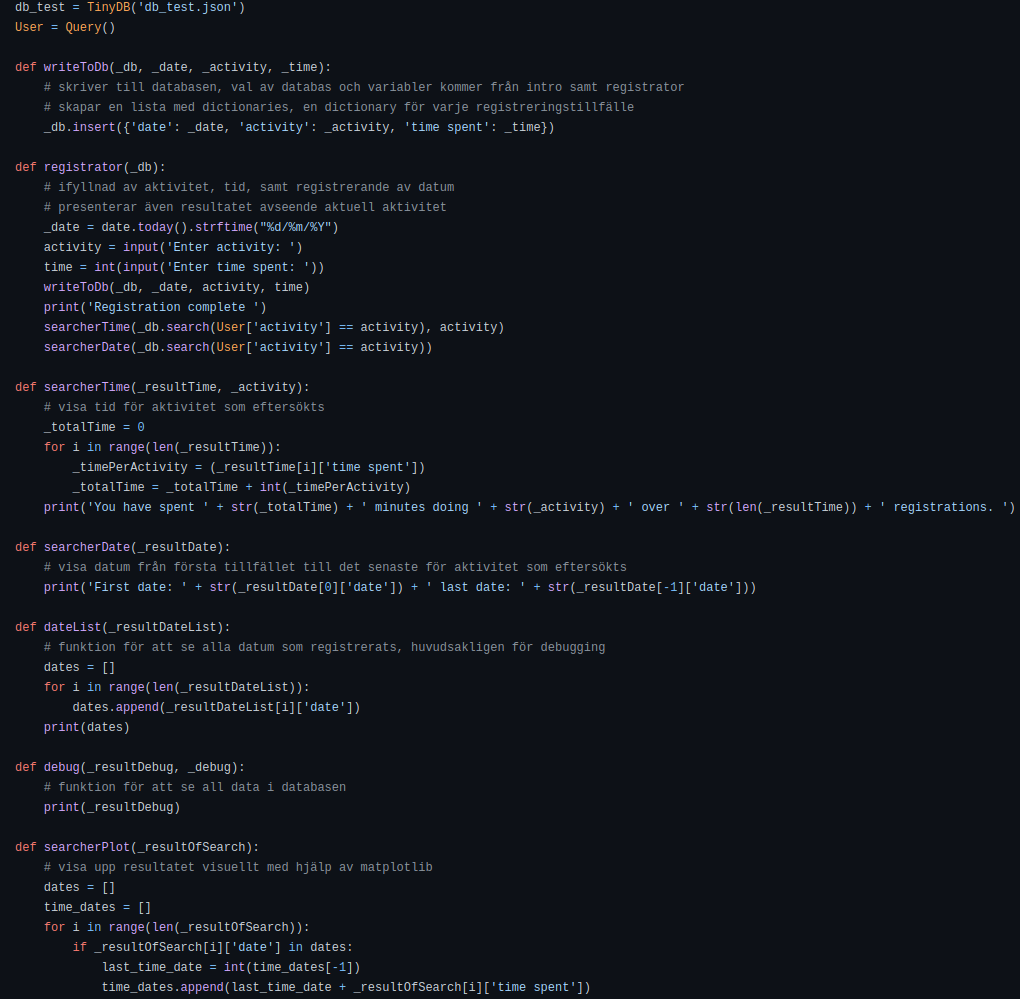 db_test = TinyDB('db_test.json')
User = Query()
def writeToDb(_db, _date, _activity, _time):
    # skriver till databasen, val av databas och variabler kommer från intro samt registrator
    # skapar en lista med dictionaries, en dictionary för varje registreringstillfälle
    _db.insert({'date': _date, 'activity': _activity, 'time spent': _time})
def registrator(_db):
    # ifyllnad av aktivitet, tid, samt registrerande av datum
    # presenterar även resultatet avseende aktuell aktivitet
    _date = date.today().strftime("%d/%m/%Y")
    activity = input('Enter activity: ')
    time = int(input('Enter time spent: '))
    writeToDb(_db, _date, activity, time)
    print('Registration complete ')
    searcherTime(_db.search(User['activity'] == activity), activity)
    searcherDate(_db.search(User['activity'] == activity))
def searcherTime(_resultTime, _activity):
    # visa tid för aktivitet som eftersökts
    _totalTime = 0
    for i in range(len(_resultTime)):
        _timePerActivity = (_resultTime[i]['time spent'])
        _totalTime = _totalTime + int(_timePerActivity)
    print('You have spent ' + str(_totalTime) + ' minutes doing ' + str(_activity) + ' over ' + str(len(_resultTime)) + ' registrations. ')
def searcherDate(_resultDate):
    # visa datum från första tillfället till det senaste för aktivitet som eftersökts
    print('First date: ' + str(_resultDate[0]['date']) + ' last date: ' + str(_resultDate[-1]['date']))
def dateList(_resultDateList):
    # funktion för att se alla datum som registrerats, huvudsakligen för debugging
    dates = []
    for i in range(len(_resultDateList)):
        dates.append(_resultDateList[i]['date'])
    print(dates)
def debug(_resultDebug, _debug):
    # funktion för att se all data i databasen
    print(_resultDebug)
def searcherPlot(_resultOfSearch):
    # visa upp resultatet visuellt med hjälp av matplotlib
    dates = []
    time_dates = []
    for i in range(len(_resultOfSearch)):
        if _resultOfSearch[i]['date'] in dates:
            last_time_date = int(time_dates[-1])
            time_dates.append(last_time_date + _resultOfSearch[i]['time spent'])